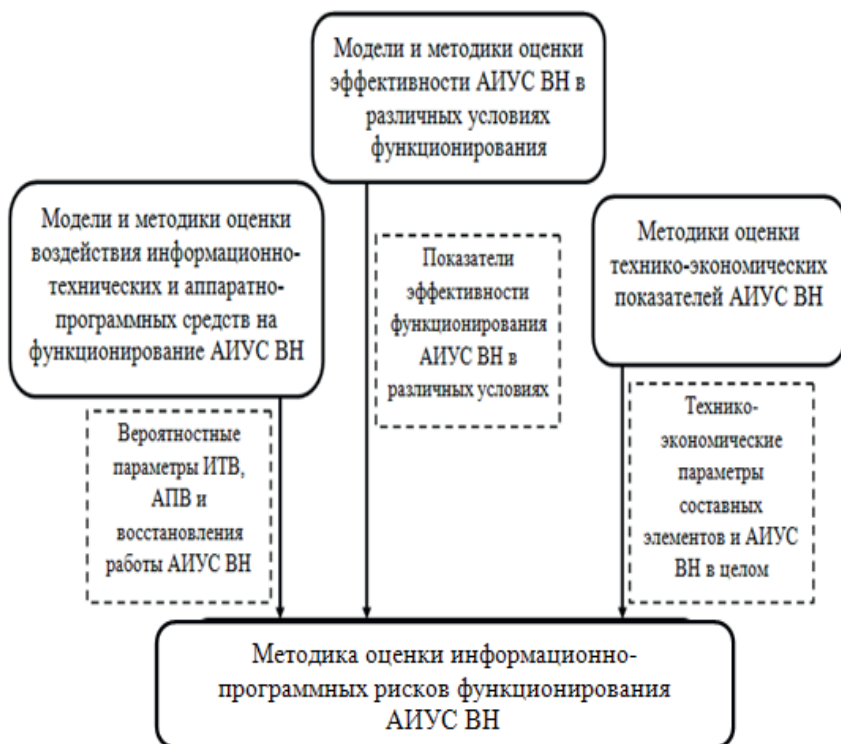 Модели и методики оценки
эффективности АИУС ВН в
различных условиях
функционирования
Модели и методики оценки
воздействия информационно-
технических и аппаратно-
программных средств на
функционирование АИУС ВН
Показатели
эффективности
функционирования
АИУС ВН в
различных условиях
Методики оценки
технико-экономических
показателей АИУС ВН
Вероятностные
параметры ИТВ,
АПВ и
восстановления
работы АИУС ВН
Технико-
экономические
параметры
составных
элементов и АИУС
ВН в целом
Методика оценки информационно-
программных рисков функционирования
АИУС ВН